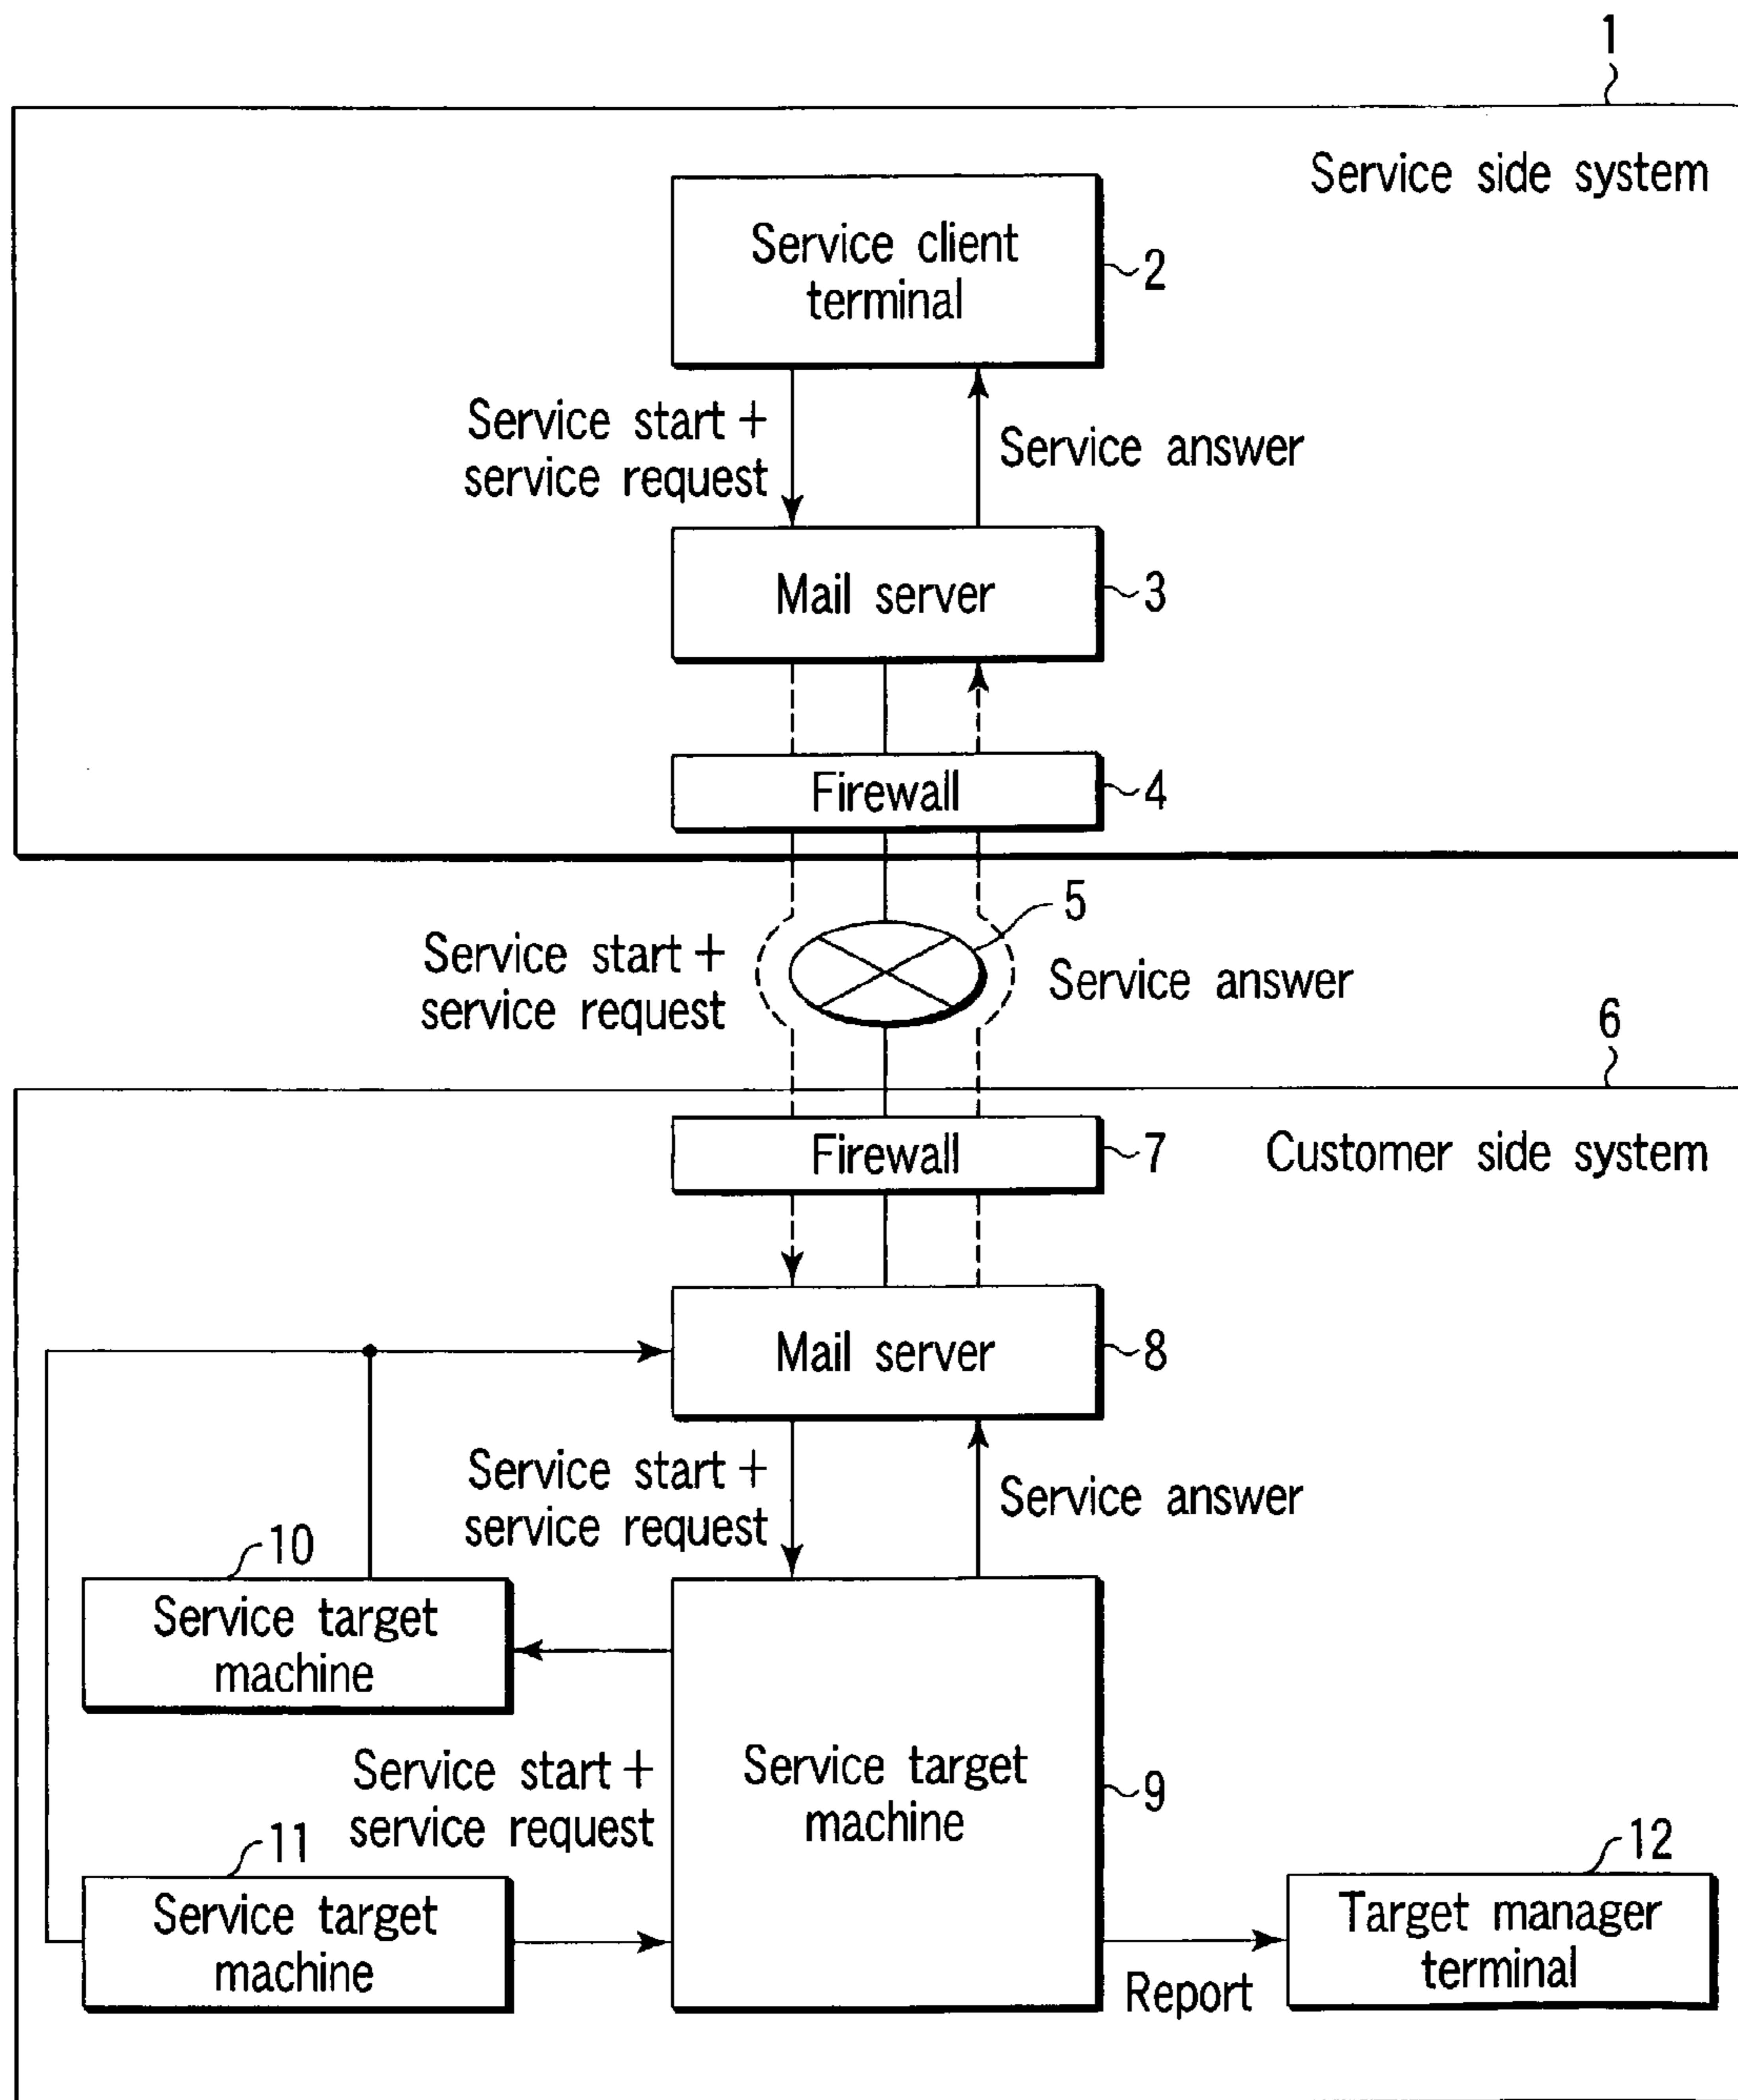 1
Service side system
Service client
terminal
2
Service start +
service request
Service answer
Mail server
3
Firewall
4
5
Service start +
service request
Service answer
6
Firewall
7
Customer side system
Mail server
8
Service start +
service request
Service answer
10
Service target
machine
Service start +
service request
Service target
machine
9
11
Service target
machine
12
Target manager
terminal
Report